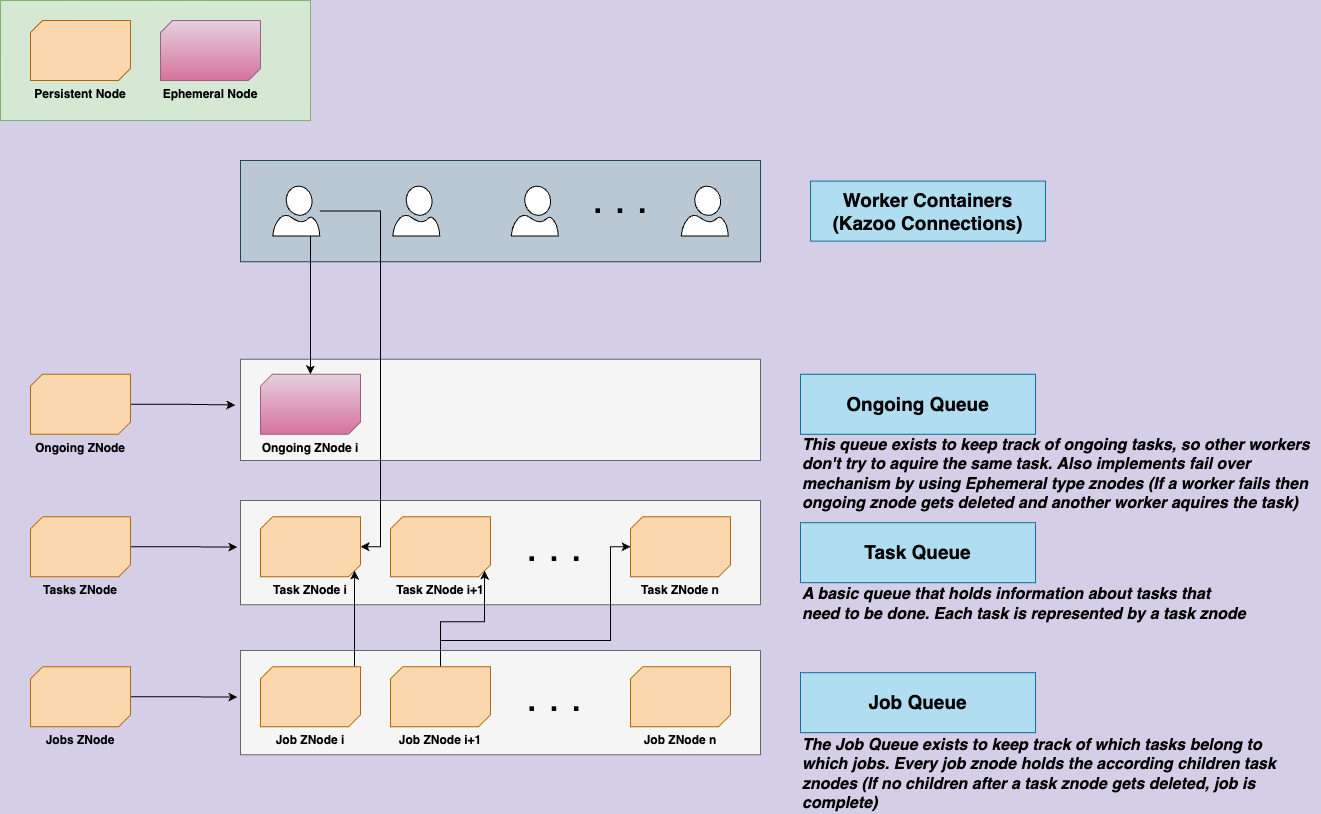 Persistent Node
Ephemeral Node
Worker Containers
(Kazoo Connections)
Ongoing ZNode
Ongoing ZNode i
Ongoing Queue
This queue exists to keep track of ongoing tasks, so other workers
don't try to aquire the same task. Also implements fail over
mechanism by using Ephemeral type znodes (If a worker fails then
ongoing znode gets deleted and another worker aquires the task)
Tasks ZNode
Task ZNode i
Task ZNode i+1
. . .
Task ZNode n
Task Queue
A basic queue that holds information about tasks that
need to be done. Each task is represented by a task znode
Jobs ZNode
Job ZNode i
Job ZNode i+1
. . .
Job ZNode n
Job Queue
The Job Queue exists to keep track of which tasks belong to
which jobs. Every job znode holds the according children task
znodes (If no children after a task znode gets deleted, job is
complete)